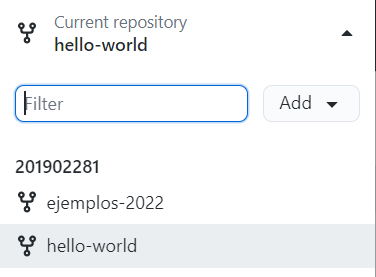 Current repository
hello-world
Filter
Add
201902281
ejemplos-2022
hello-world